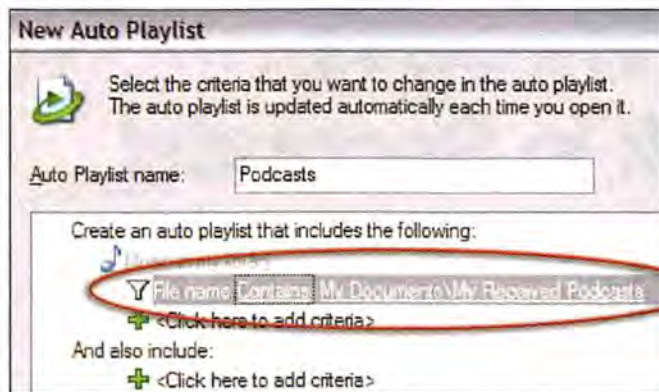 New Auto Playlist
Select the criteria that you want to change in the auto playlist.
The auto playlist is updated automatically each time you open it.
Auto Playlist name: Podcasts
Create an auto playlist that includes the following:
File name Contains My Documents\My Received Podcasts
<Click here to add criteria>
And also include:
<Click here to add criteria>